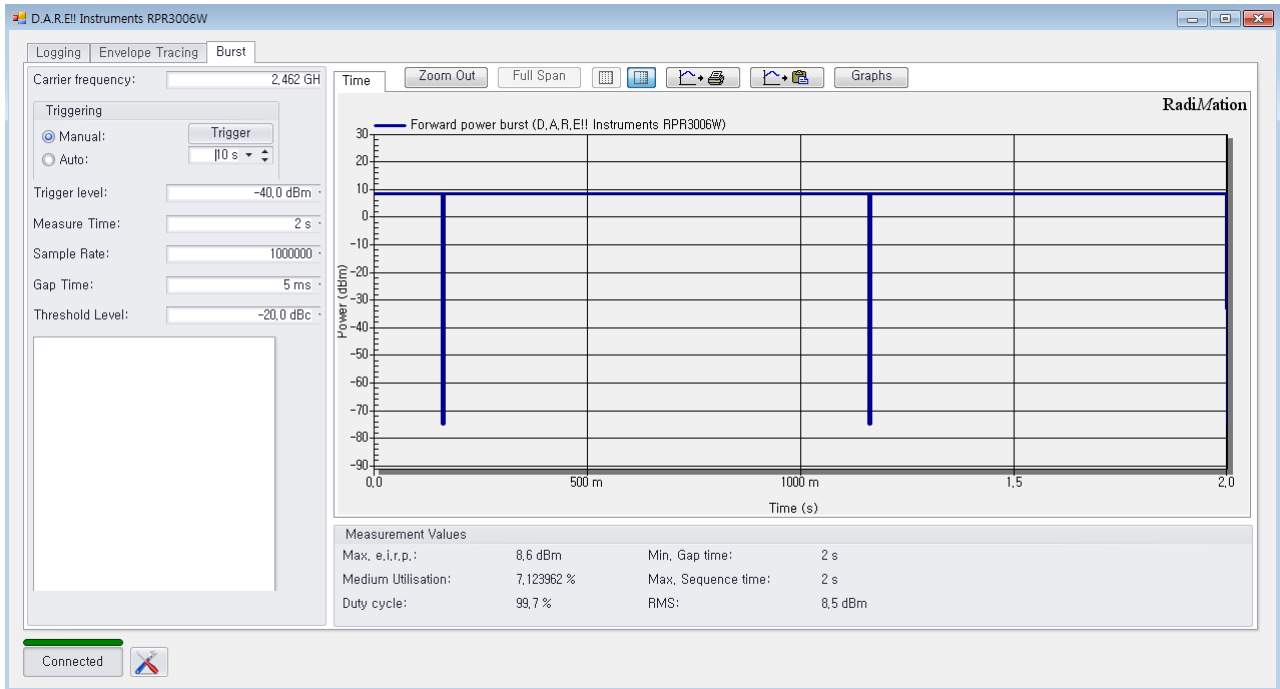 D.A.R.E!! Instruments RPR3006W
Logging Envelope Tracing Burst
Carrier frequency: 2,462 GH
Triggering
Manual: Trigger
Auto: 10 s
Trigger level: -40,0 dBm
Measure Time: 2 s
Sample Rate: 1000000
Gap Time: 5 ms
Threshold Level: -20,0 dBc
Time Zoom Out Full Span Graphs
RadiMation
Forward power burst (D,A,R,E!! Instruments RPR3006W)
30
20
10
0
-10
-20
-30
-40
-50
-60
-70
-80
-90
Power (dBm)
0,0 500 m 1000 m 1,5 2,0
Time (s)
Measurement Values
Max, e,i,r,p,: 8,6 dBm Min, Gap time: 2 s
Medium Utilisation: 7,123962 % Max, Sequence time: 2 s
Duty cycle: 99,7 % RMS: 8,5 dBm
Connected